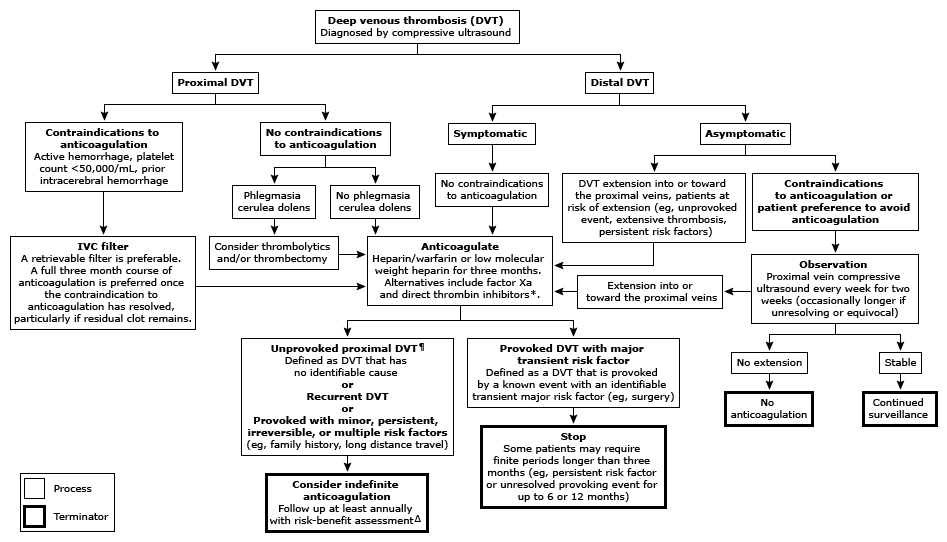 Deep venous thrombosis (DVT)
Diagnosed by compressive ultrasound
Proximal DVT
Distal DVT
Contraindications to
anticoagulation
Active hemorrhage, platelet
count <50,000/mL, prior
intracerebral hemorrhage
No contraindications
to anticoagulation
Symptomatic
Asymptomatic
Phlegmasia
cerulea dolens
No phlegmasia
cerulea dolens
No contraindications
to anticoagulation
DVT extension into or toward
the proximal veins, patients at
risk of extension (eg, unprovoked
event, extensive thrombosis,
persistent risk factors)
Contraindications
to anticoagulation or
patient preference to avoid
anticoagulation
IVC filter
A retrievable filter is preferable.
A full three month course of
anticoagulation is preferred once
the contraindication to
anticoagulation has resolved,
particularly if residual clot remains.
Consider thrombolytics
and/or thrombectomy
Anticoagulate
Heparin/warfarin or low molecular
weight heparin for three months.
Alternatives include factor Xa
and direct thrombin inhibitors*.
Extension into or
toward the proximal veins
Observation
Proximal vein compressive
ultrasound every week for two
weeks (occasionally longer if
unresolving or equivocal)
Unprovoked proximal DVT¶
Defined as DVT that has
no identifiable cause
or
Recurrent DVT
or
Provoked with minor, persistent,
irreversible, or multiple risk factors
(eg, family history, long distance travel)
Provoked DVT with major
transient risk factor
Defined as a DVT that is provoked
by a known event with an identifiable
transient major risk factor (eg, surgery)
No extension
Stable
No
anticoagulation
Continued
surveillance
Stop
Some patients may require
finite periods longer than three
months (eg, persistent risk factor
or unresolved provoking event for
up to 6 or 12 months)
Consider indefinite
anticoagulation
Follow up at least annually
with risk-benefit assessmentΔ
Process
Terminator